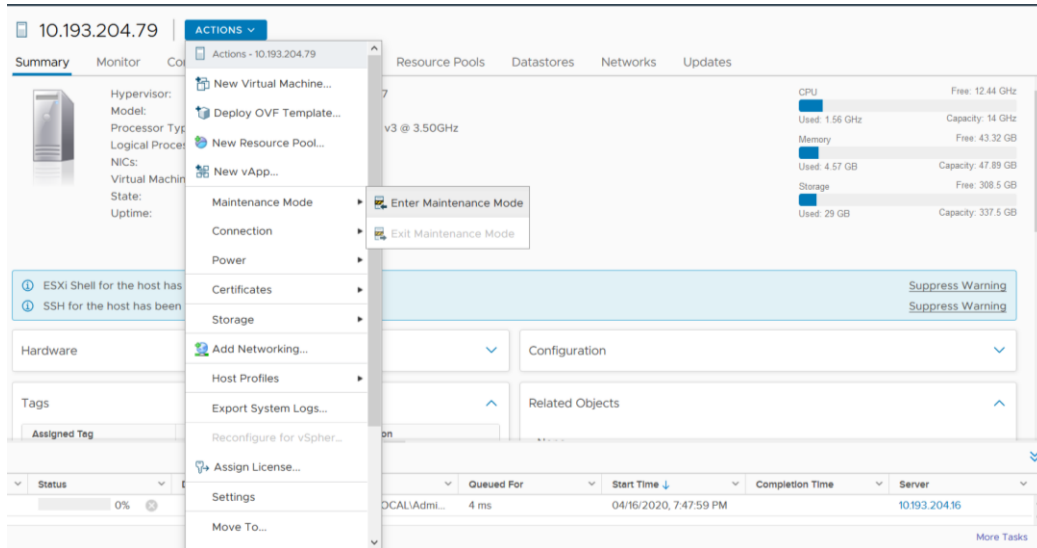 10.193.204.79 ACTIONS
Summary Monitor Co Resource Pools Datastores Networks Updates
Actions - 10.193.204.79
New Virtual Machine...
Deploy OVF Template...
New Resource Pool...
New vApp...
Maintenance Mode
Connection
Power
Certificates
Storage
Add Networking...
Host Profiles
Export System Logs...
Reconfigure for vSpher...
Assign License...
Settings
Move To...
Enter Maintenance Mode
Exit Maintenance Mode
Hypervisor: 7
Model:
Processor Typ v3 @ 3.50GHz
Logical Proces
NICs:
Virtual Machin
State:
Uptime:
CPU Free: 12.44 GHz
Used: 1.56 GHz Capacity: 14 GHz
Memory Free: 43.32 GB
Used: 4.57 GB Capacity: 47.89 GB
Storage Free: 308.5 GB
Used: 29 GB Capacity: 337.5 GB
ESXi Shell for the host has Suppress Warning
SSH for the host has been Suppress Warning
Hardware
Configuration
Tags
Assigned Tag on
Related Objects
Status D Queued For Start Time ↓ Completion Time Server
0% OCAL\Admi... 4 ms 04/16/2020, 7:47:59 PM 10.193.204.16
More Tasks